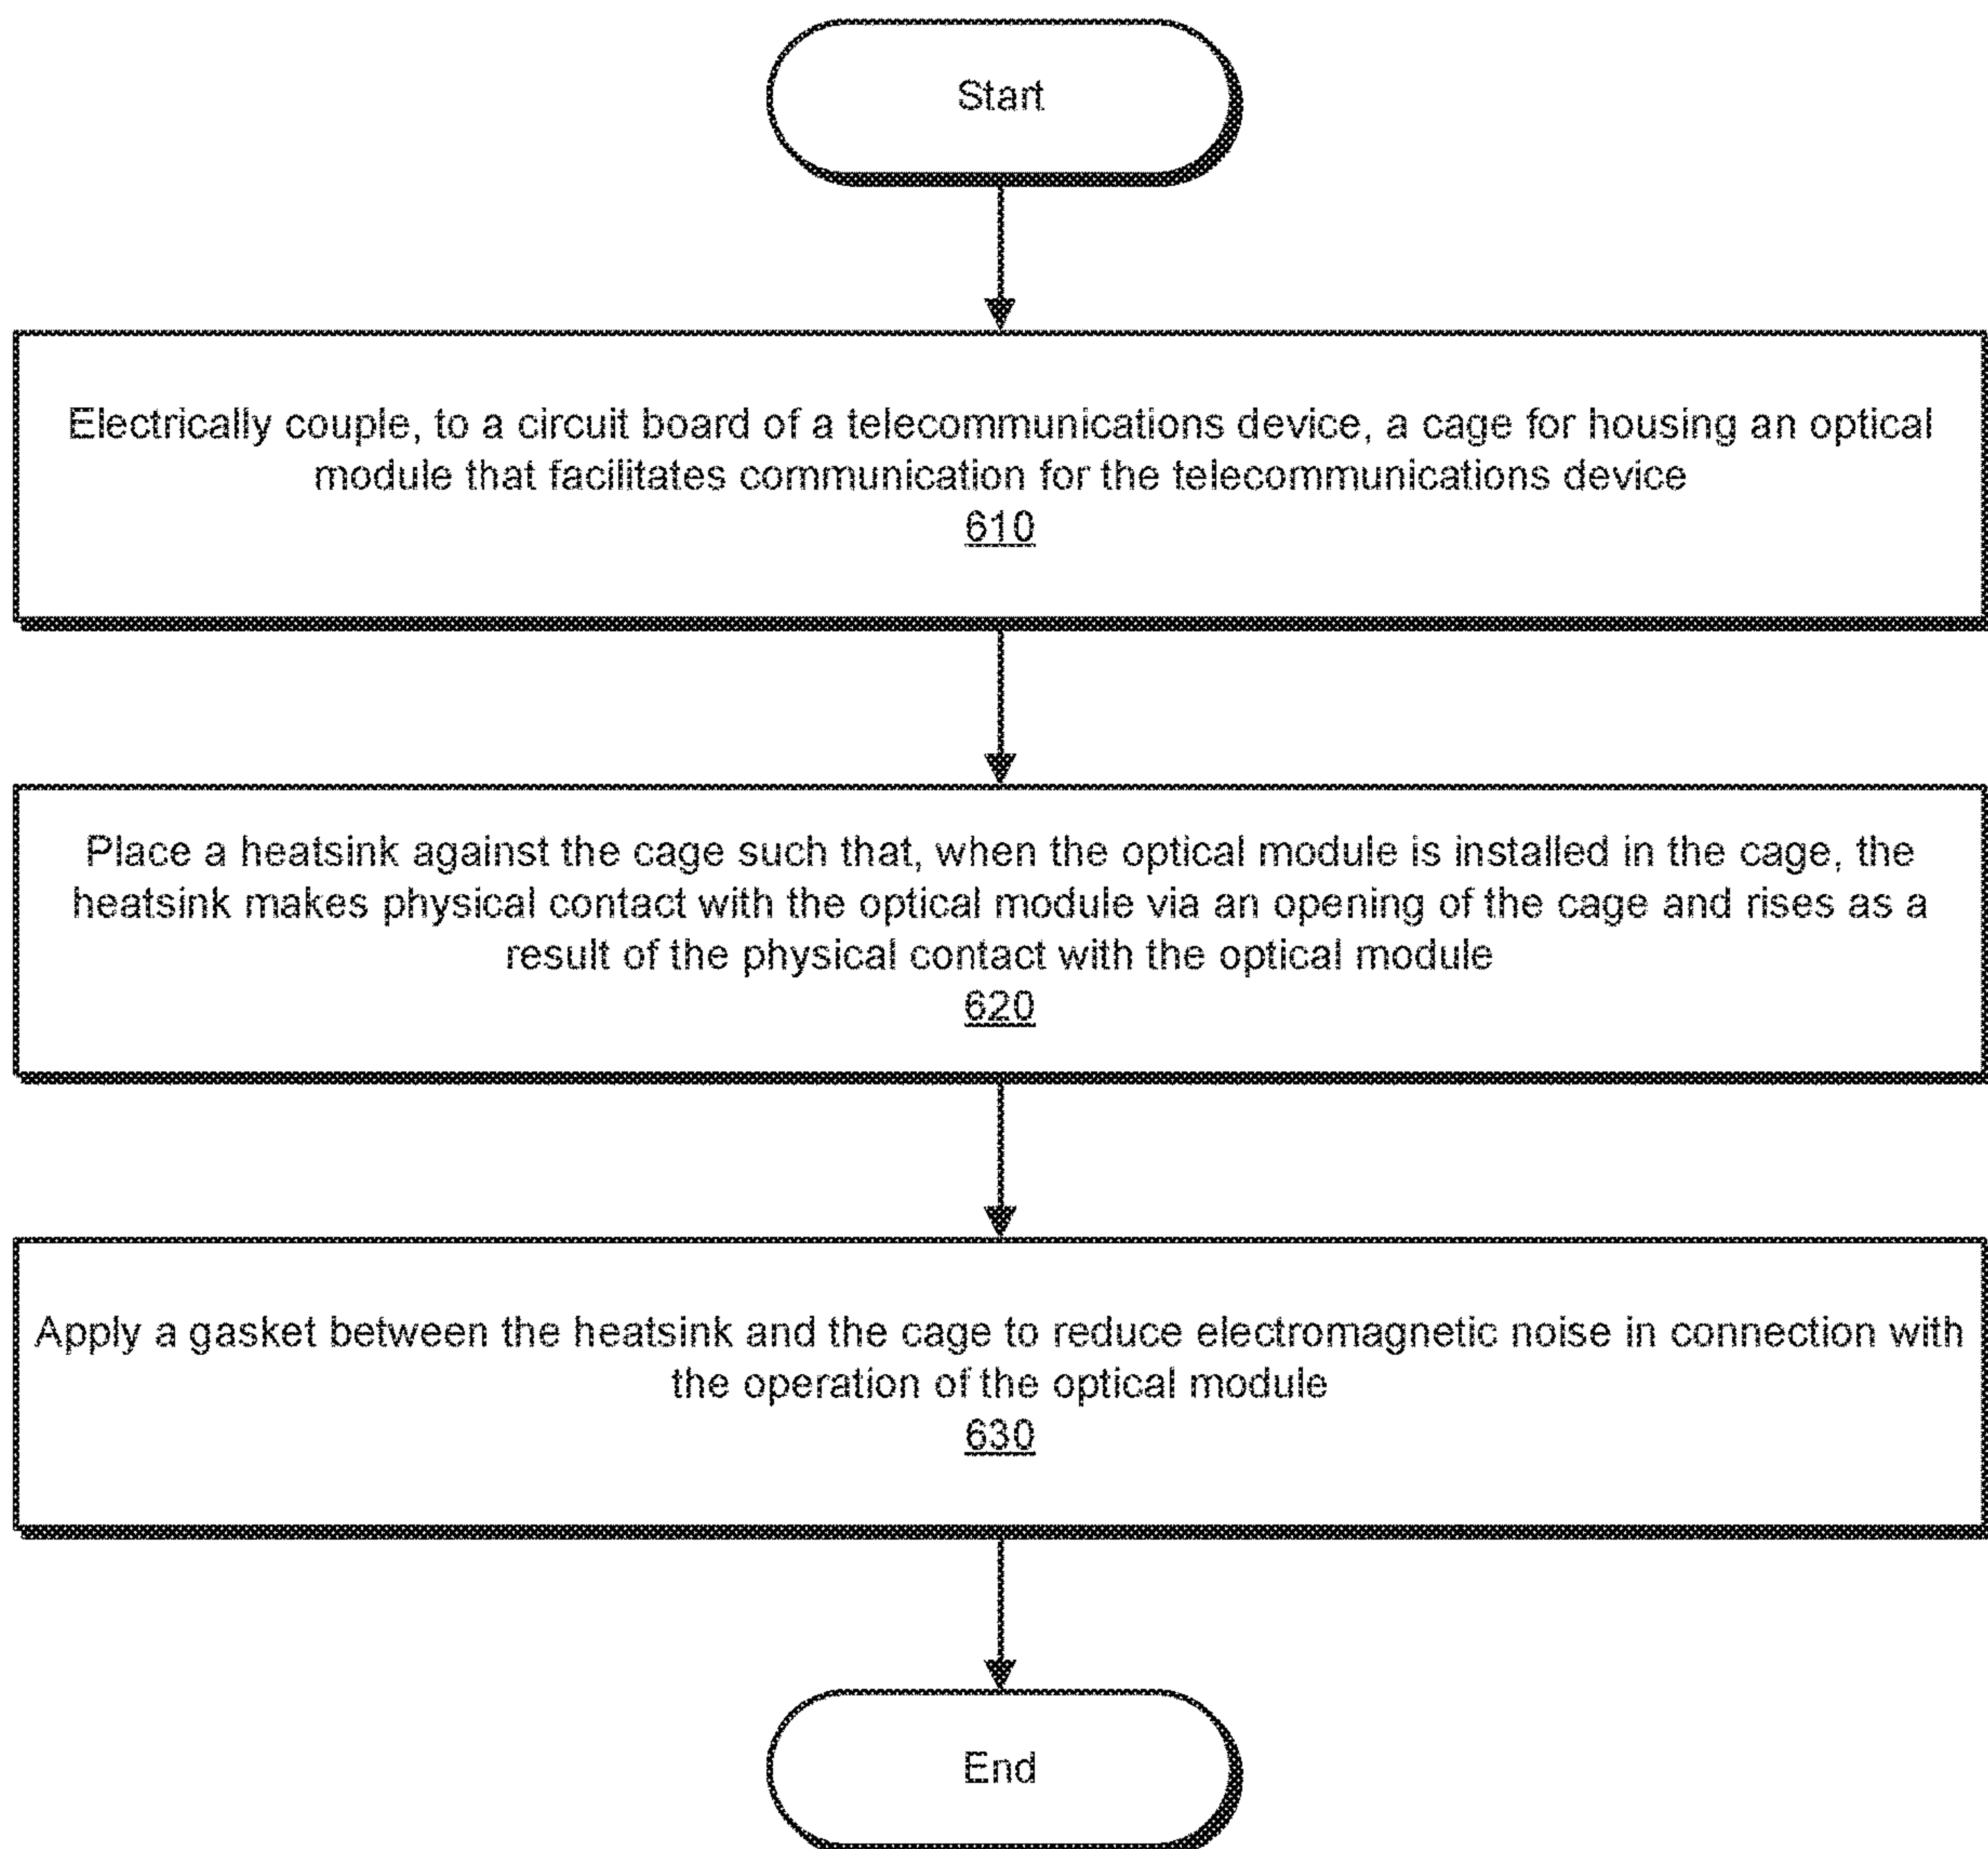 Start
Electrically couple, to a circuit board of a telecommunications device, a cage for housing an optical
module that facilitates communication for the telecommunications device
610
Place a heatsink against the cage such that, when the optical module is installed in the cage, the
heatsink makes physical contact with the optical module via an opening of the cage and rises as a
result of the physical contact with the optical module
620
Apply a gasket between the heatsink and the cage to reduce electromagnetic noise in connection with
the operation of the optical module
630
End